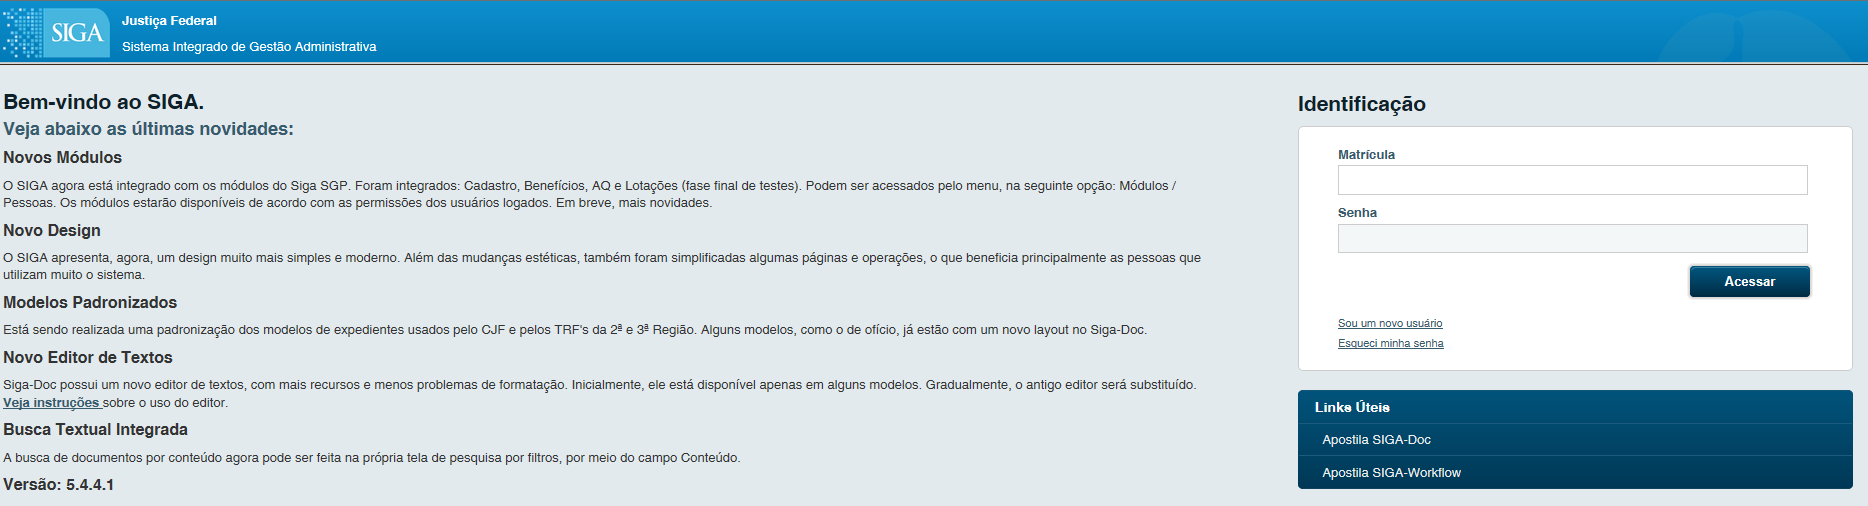 SIGA
Justiça Federal
Sistema Integrado de Gestão Administrativa
Bem-vindo ao SIGA.
Veja abaixo as últimas novidades:
Novos Módulos
O SIGA agora está integrado com os módulos do Siga SGP. Foram integrados: Cadastro, Benefícios, AQ e Lotações (fase final de testes). Podem ser acessados pelo menu, na seguinte opção: Módulos /
Pessoas. Os módulos estarão disponíveis de acordo com as permissões dos usuários logados. Em breve, mais novidades.
Novo Design
O SIGA apresenta, agora, um design muito mais simples e moderno. Além das mudanças estéticas, também foram simplificadas algumas páginas e operações, o que beneficia principalmente as pessoas que
utilizam muito o sistema.
Modelos Padronizados
Está sendo realizada uma padronização dos modelos de expedientes usados pelo CJF e pelos TRF's da 2ª e 3ª Região. Alguns modelos, como o de ofício, já estão com um novo layout no Siga-Doc.
Novo Editor de Textos
Siga-Doc possui um novo editor de textos, com mais recursos e menos problemas de formatação. Inicialmente, ele está disponível apenas em alguns modelos. Gradualmente, o antigo editor será substituído.
Veja instruções sobre o uso do editor.
Busca Textual Integrada
A busca de documentos por conteúdo agora pode ser feita na própria tela de pesquisa por filtros, por meio do campo Conteúdo.
Versão: 5.4.4.1
Identificação
Matrícula
Senha
Acessar
Sou um novo usuário
Esqueci minha senha
Links Úteis
Apostila SIGA-Doc
Apostila SIGA-Workflow